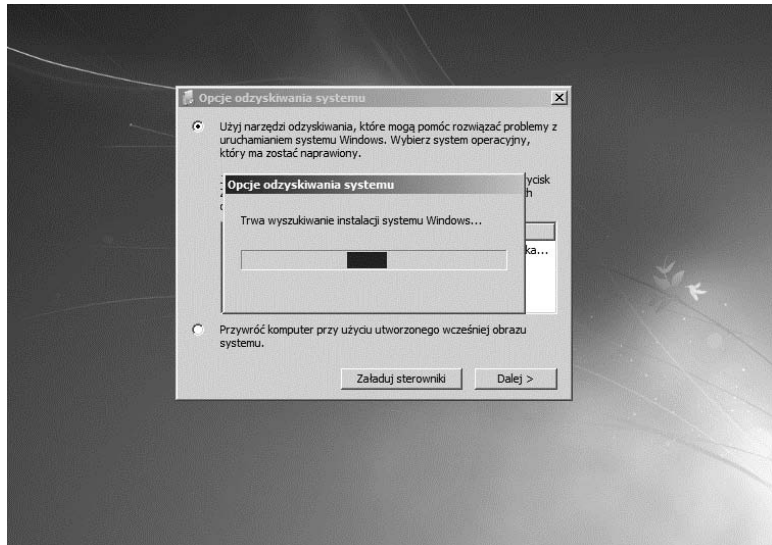 Opcje odzyskiwania systemu
Użyj narzędzi odzyskiwania, które mogą pomóc rozwiązać problemy z
uruchamianiem systemu Windows. Wybierz system operacyjny,
który ma zostać naprawiony.
Opcje odzyskiwania systemu
Trwa wyszukiwanie instalacji systemu Windows...
Przywróć komputer przy użyciu utworzonego wcześniej obrazu
systemu.
Załaduj sterowniki
Dalej >